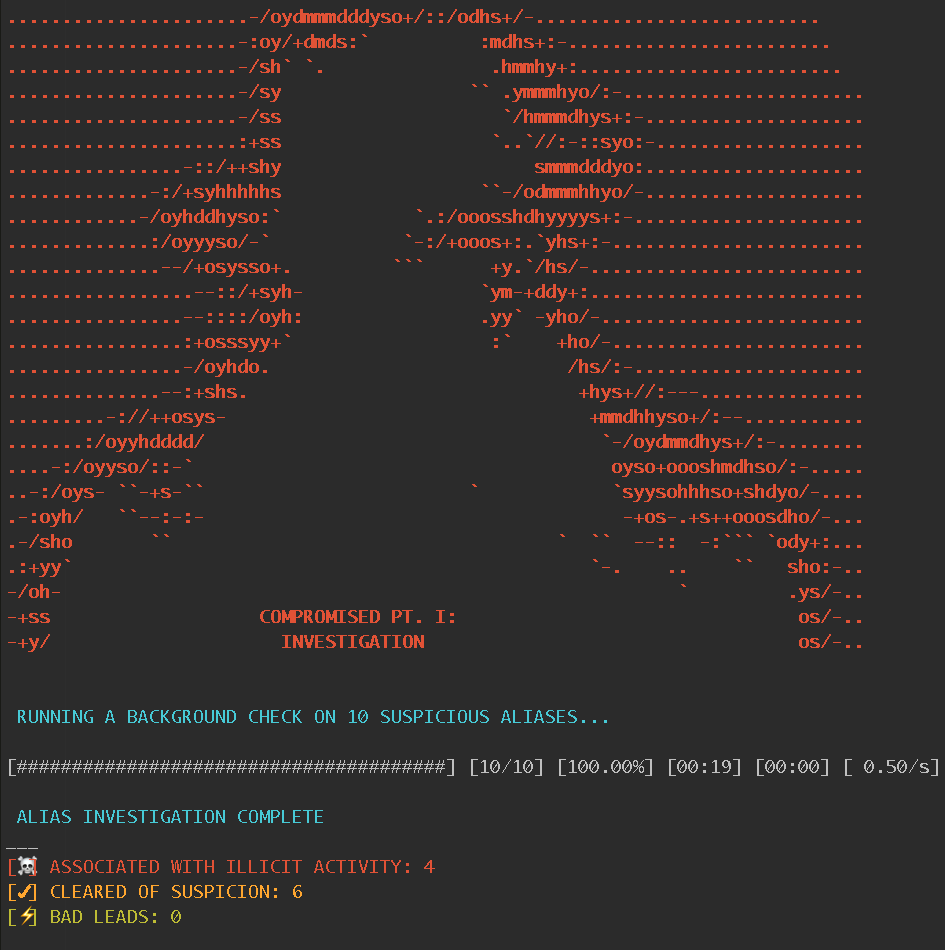 ......................-/oydmmmdddyso+/::/odhs+/-..........................
.....................-:oy/+dmds:`          :mdhs+:-........................
.....................-/sh` `.               .hmmhy+:........................
.....................-/sy                 `` .ymmmhyo/:-......................
.....................-/ss                    `/hmmmdhys+:-....................
.....................:+ss                   `..`//:-::syo:-...................
................-::/++shy                       smmmdddyo:....................
.............-:/+syhhhhhs                  ``-/odmmmhhyo/-....................
............-/oyhddhyso:`            `.:/ooosshdhyyyys+:-.....................
.............:/oyyyso/-`            `-:/+ooos+:.`yhs+:-.......................
..............--/+osysso+.         ```      +y.`/hs/-.........................
.................--::/+syh-                `ym-+ddy+:.........................
................--::::/oyh:                .yy` -yho/-........................
................:+osssyy+`                  :`    +ho/-.......................
................-/oyhdo.                           /hs/:-.....................
..............--:+shs.                              +hys+//:---...............
.........-://++osys-                                 +mmdhhyso+/:--...........
.......:/oyyhdddd/                                    `-/oydmmdhys+/:-........
....-:/oyyso/::-`                                      oyso+oooshmdhso/:-.....
..-:/oys- ``-+s-``                        `            `syysohhhso+shdyo/-....
.-:oyh/   ``--:-:-                                      -+os-.+s++ooosdho/-...
.-/sho       ``                                   `  ``  --::  -:``` `ody+:...
.:+yy`                                               `-.    ..    ``   sho:-..
-/oh-                                                        `         .ys/-..
-+ss                   COMPROMISED PT. I:                               os/-..
-+y/                     INVESTIGATION                                  os/-..
RUNNING A BACKGROUND CHECK ON 10 SUSPICIOUS ALIASES...
[#######################################] [10/10] [100.00%] [00:19] [00:00] [ 0.50/s]
ALIAS INVESTIGATION COMPLETE
___
[☠] ASSOCIATED WITH ILLICIT ACTIVITY: 4
[✓] CLEARED OF SUSPICION: 6
[⚡] BAD LEADS: 0